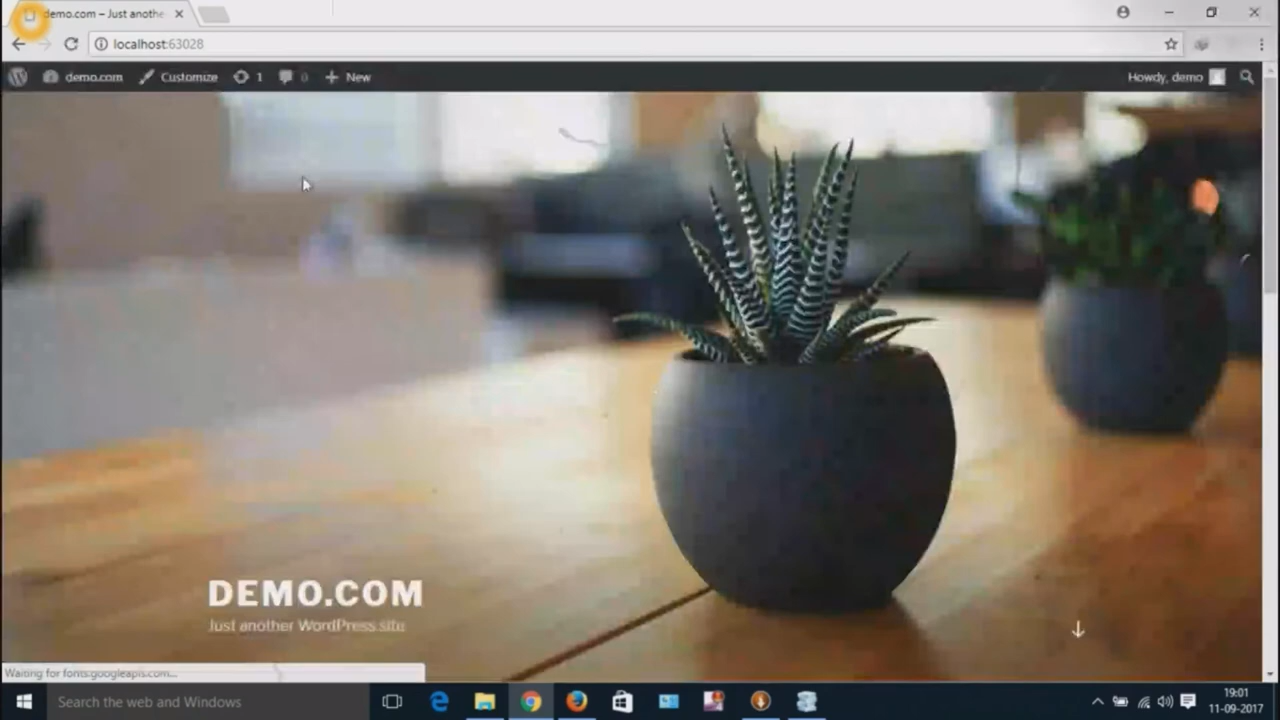 demo.com – Just anothe
localhost:63028
demo.com
Customize
1
0
New
Howdy, demo
DEMO.COM
Just another WordPress site
Waiting for fonts.googleapis.com...
Search the web and Windows
19:01
11-09-2017